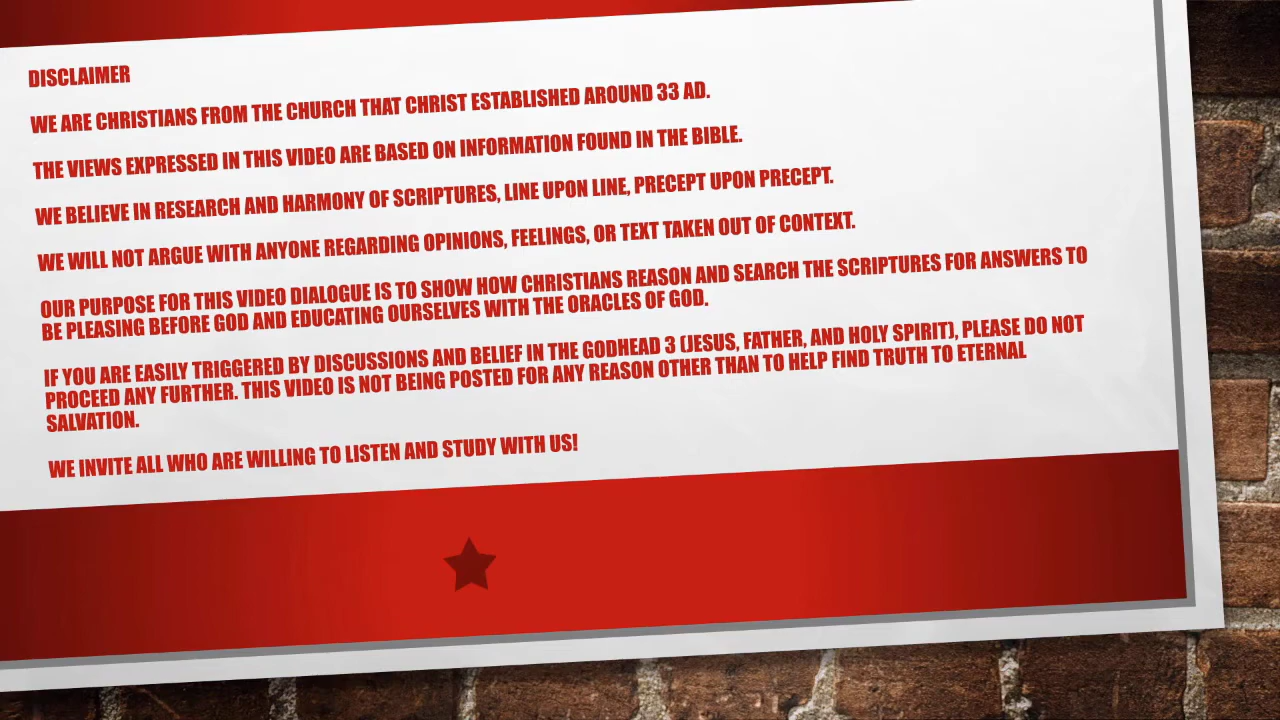 DISCLAIMER
WE ARE CHRISTIANS FROM THE CHURCH THAT CHRIST ESTABLISHED AROUND 33 AD.
THE VIEWS EXPRESSED IN THIS VIDEO ARE BASED ON INFORMATION FOUND IN THE BIBLE.
WE BELIEVE IN RESEARCH AND HARMONY OF SCRIPTURES, LINE UPON LINE, PRECEPT UPON PRECEPT.
WE WILL NOT ARGUE WITH ANYONE REGARDING OPINIONS, FEELINGS, OR TEXT TAKEN OUT OF CONTEXT.
OUR PURPOSE FOR THIS VIDEO DIALOGUE IS TO SHOW HOW CHRISTIANS REASON AND SEARCH THE SCRIPTURES FOR ANSWERS TO
BE PLEASING BEFORE GOD AND EDUCATING OURSELVES WITH THE ORACLES OF GOD.
IF YOU ARE EASILY TRIGGERED BY DISCUSSIONS AND BELIEF IN THE GODHEAD 3 (JESUS, FATHER, AND HOLY SPIRIT), PLEASE DO NOT
PROCEED ANY FURTHER. THIS VIDEO IS NOT BEING POSTED FOR ANY REASON OTHER THAN TO HELP FIND TRUTH TO ETERNAL
SALVATION.
WE INVITE ALL WHO ARE WILLING TO LISTEN AND STUDY WITH US!